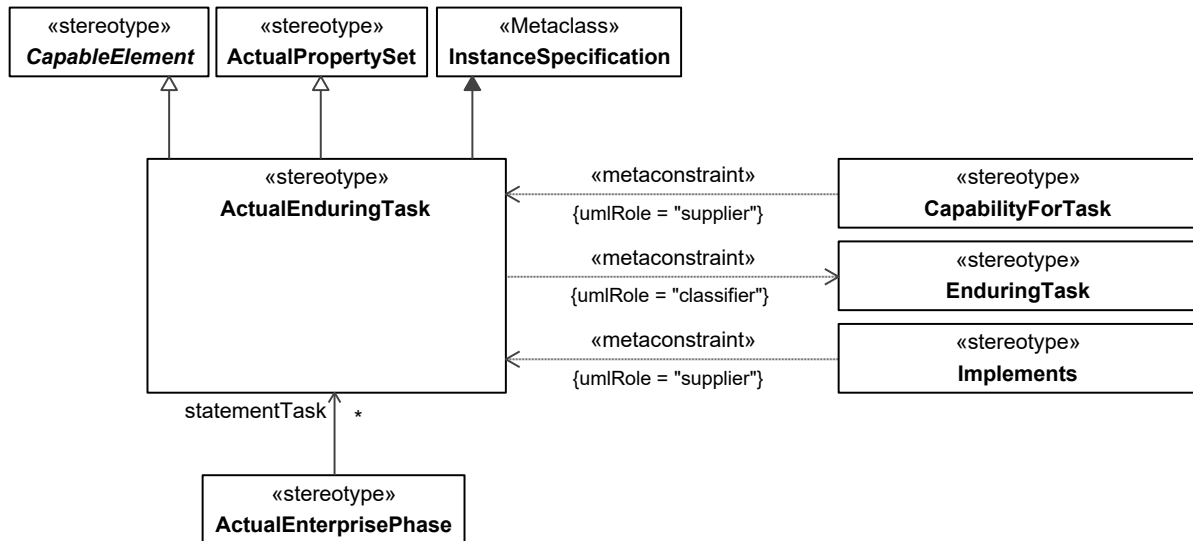 «stereotype»
CapableElement
«stereotype»
ActualPropertySet
«Metaclass»
InstanceSpecification
«stereotype»
ActualEnduringTask
«metaconstraint»
{umlRole = "supplier"}
«stereotype»
CapabilityForTask
«metaconstraint»
{umlRole = "classifier"}
«stereotype»
EnduringTask
«metaconstraint»
{umlRole = "supplier"}
«stereotype»
Implements
statementTask
*
«stereotype»
ActualEnterprisePhase